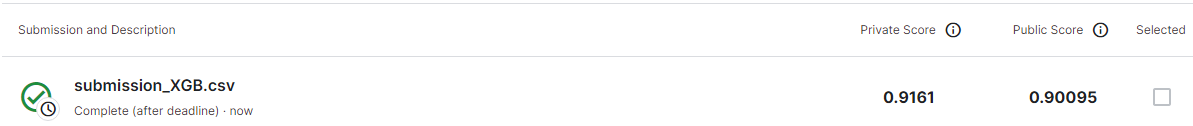 Submission and Description Private Score Public Score Selected
submission_XGB.csv
Complete (after deadline) · now
0.9161 0.90095